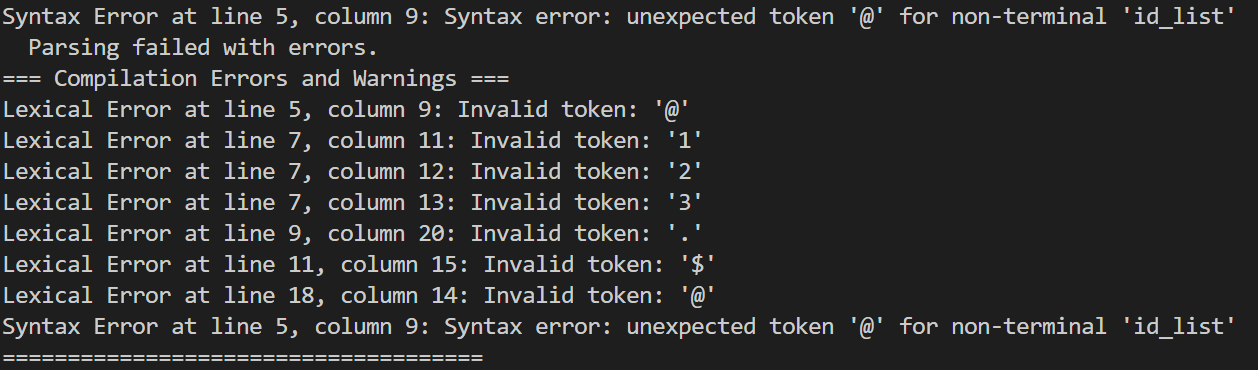 Syntax Error at line 5, column 9: Syntax error: unexpected token '@' for non-terminal 'id_list'
  Parsing failed with errors.
=== Compilation Errors and Warnings ===
Lexical Error at line 5, column 9: Invalid token: '@'
Lexical Error at line 7, column 11: Invalid token: '1'
Lexical Error at line 7, column 12: Invalid token: '2'
Lexical Error at line 7, column 13: Invalid token: '3'
Lexical Error at line 9, column 20: Invalid token: '.'
Lexical Error at line 11, column 15: Invalid token: '$'
Lexical Error at line 18, column 14: Invalid token: '@'
Syntax Error at line 5, column 9: Syntax error: unexpected token '@' for non-terminal 'id_list'
=====================================